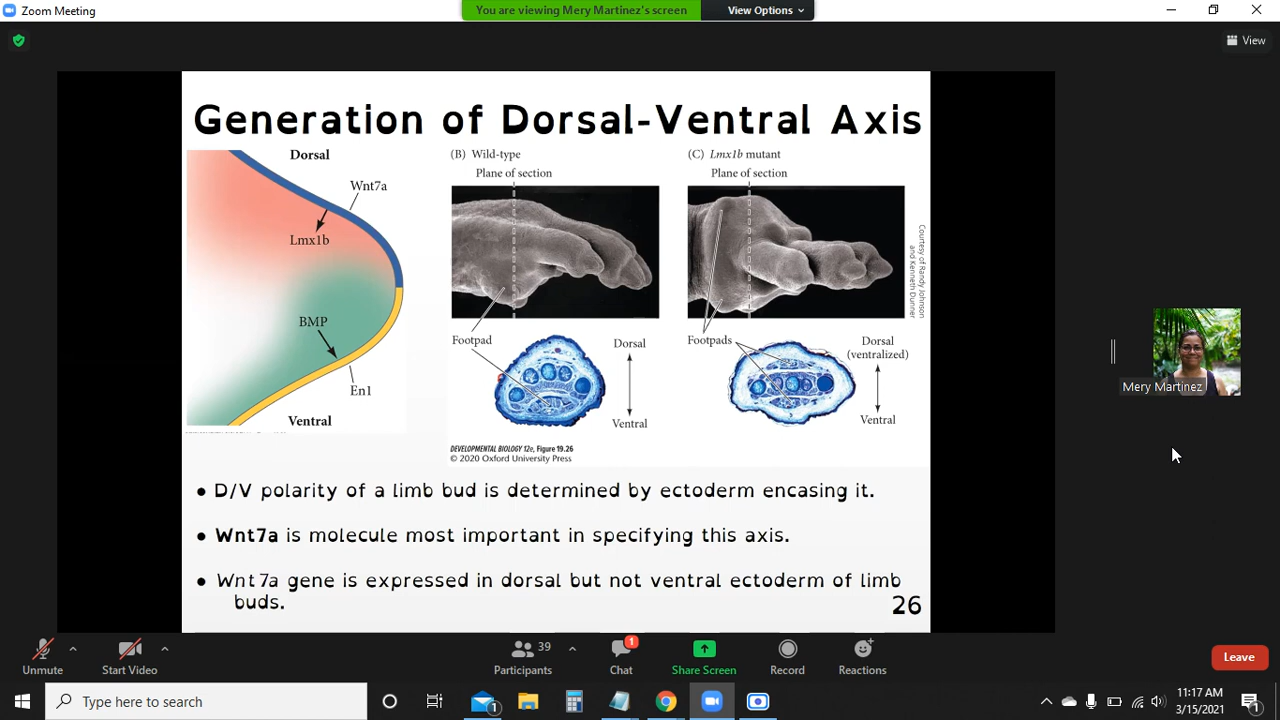 Zoom Meeting
You are viewing Mery Martinez's screen
View Options
View
Generation of Dorsal-Ventral Axis
Dorsal
Wnt7a
Lmx1b
BMP
En1
Ventral
(B) Wild-type
Plane of section
Footpad
Dorsal
Ventral
(C) Lmx1b mutant
Plane of section
Courtesy of Randy Johnson
and Kenneth Dunner
Footpads
Dorsal
(ventralized)
Ventral
DEVELOPMENTAL BIOLOGY 12e, Figure 19.26
© 2020 Oxford University Press
• D/V polarity of a limb bud is determined by ectoderm encasing it.
• Wnt7a is molecule most important in specifying this axis.
• Wnt7a gene is expressed in dorsal but not ventral ectoderm of limb
buds.
26
Mery Martinez
Unmute
Start Video
39
Participants
1
Chat
Share Screen
Record
Reactions
Leave
Type here to search
1
11:17 AM
3/15/2021
1